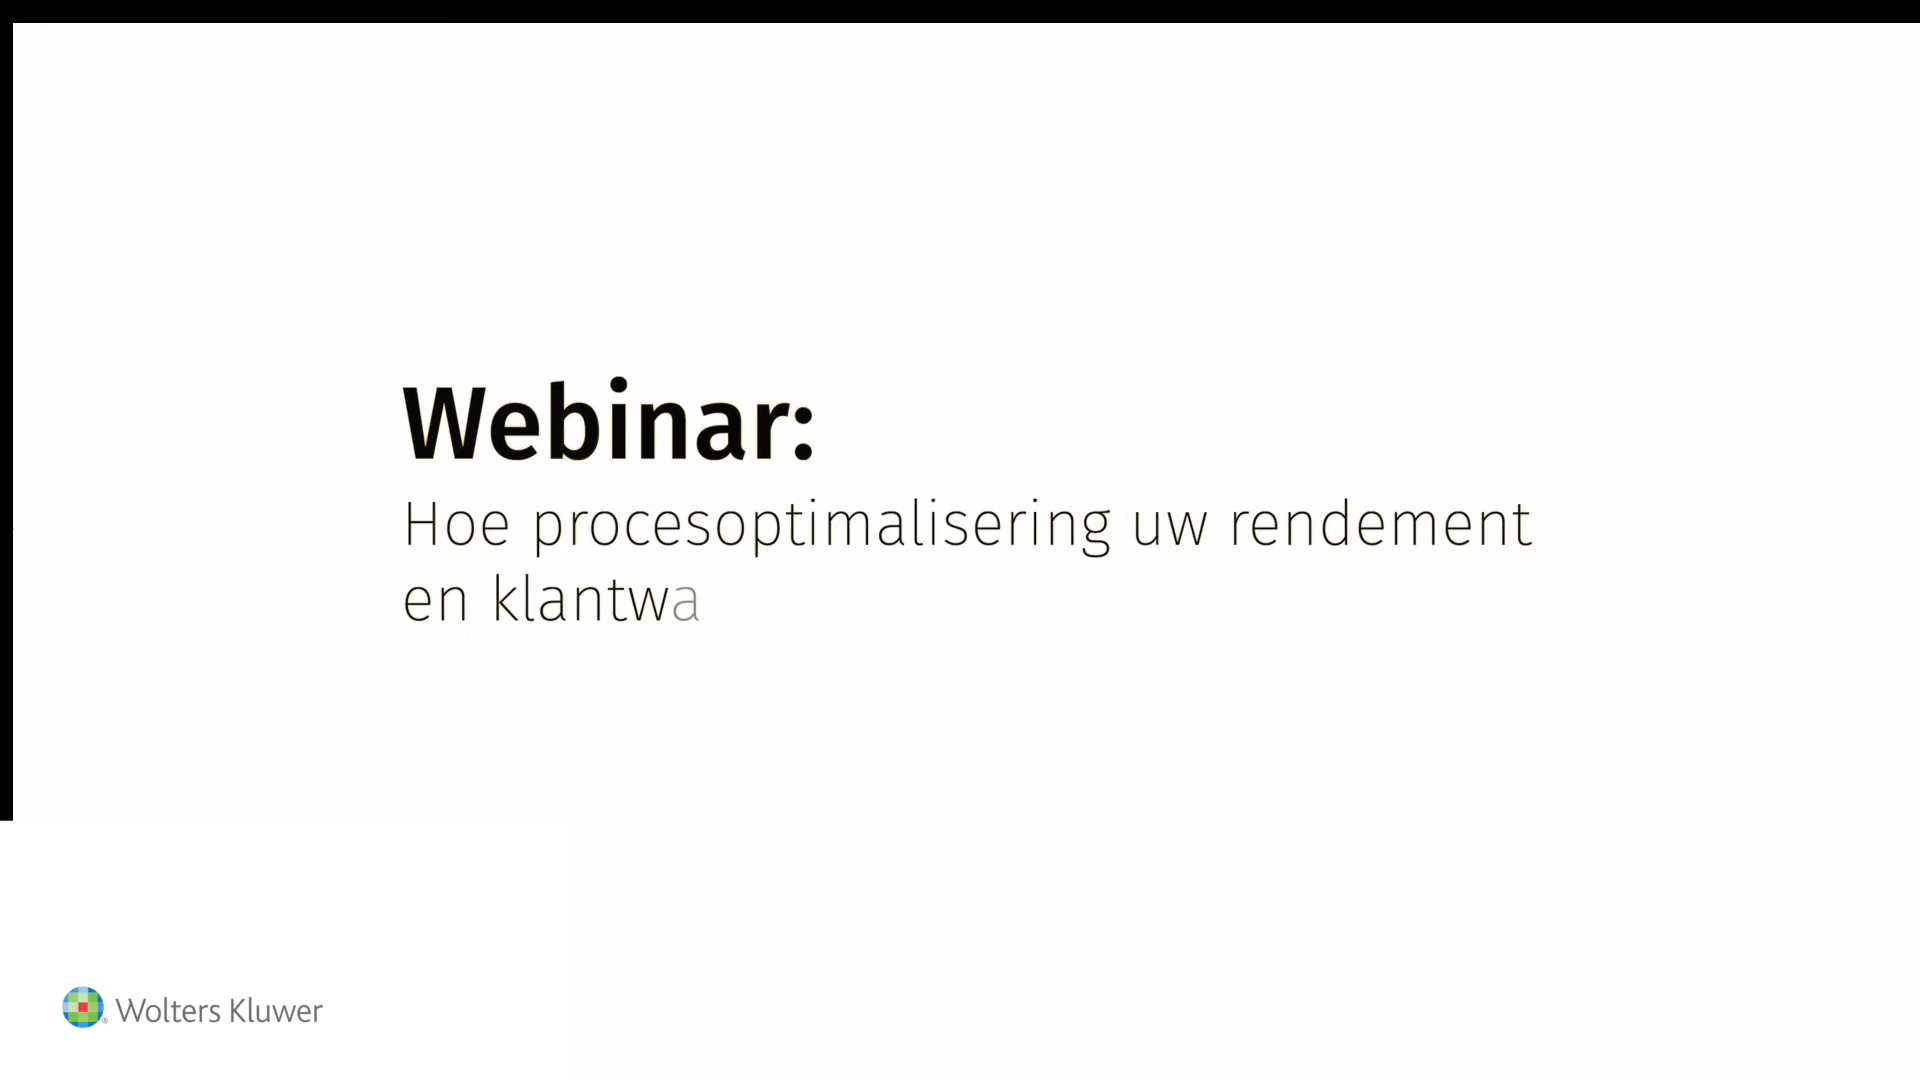 Webinar:
Hoe procesoptimalisering uw rendement
en klantwa
Wolters Kluwer